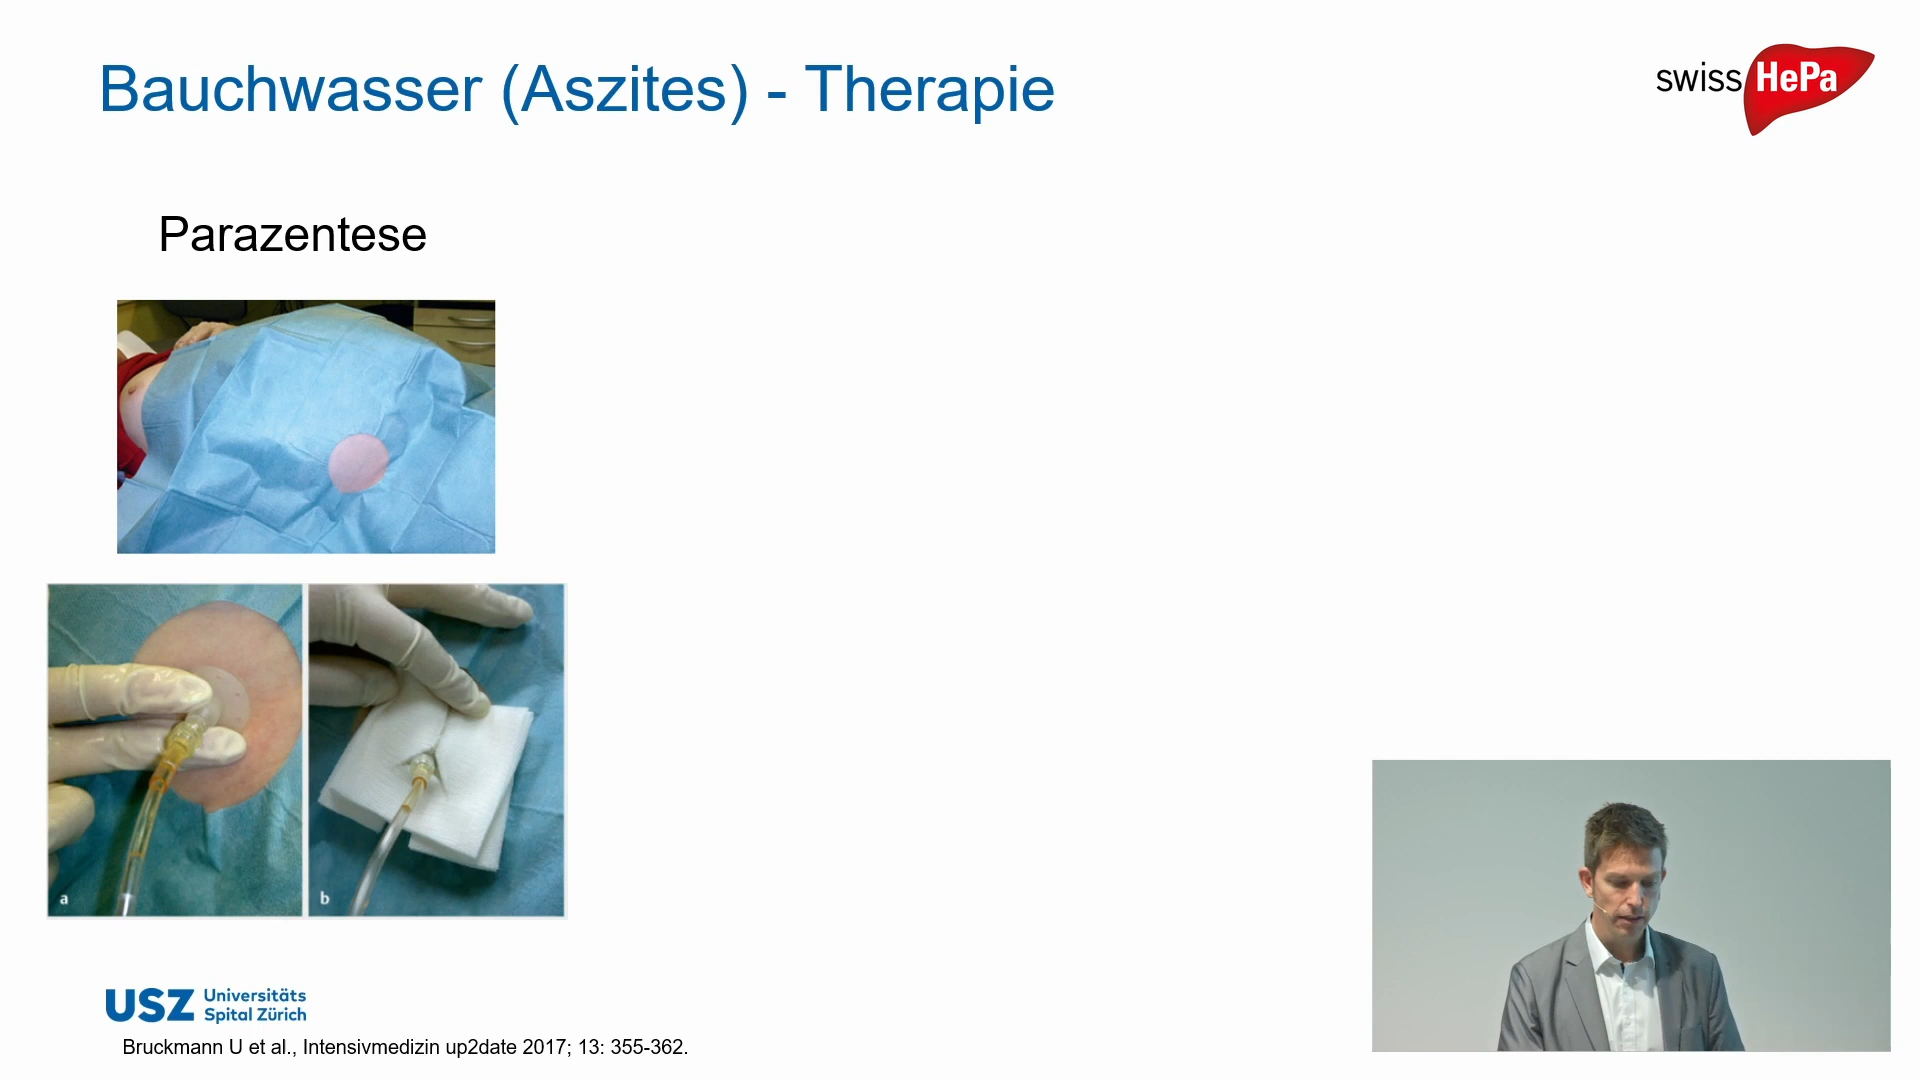 Bauchwasser (Aszites) - Therapie
swiss HePa
Parazentese
a
b
USZ Universitäts
Spital Zürich
Bruckmann U et al., Intensivmedizin up2date 2017; 13: 355-362.